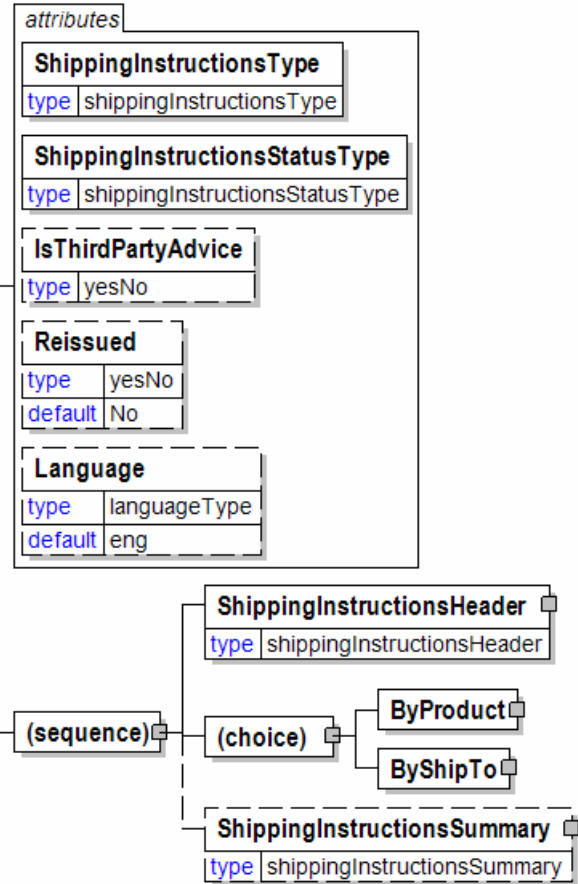 attributes
ShippingInstructionsType
type shippingInstructionsType
ShippingInstructionsStatusType
type shippingInstructionsStatusType
IsThirdPartyAdvice
type yesNo
Reissued
type yesNo
default No
Language
type languageType
default eng
ShippingInstructionsHeader
type shippingInstructionsHeader
(sequence)
(choice)
ByProduct
ByShipTo
ShippingInstructionsSummary
type shippingInstructionsSummary